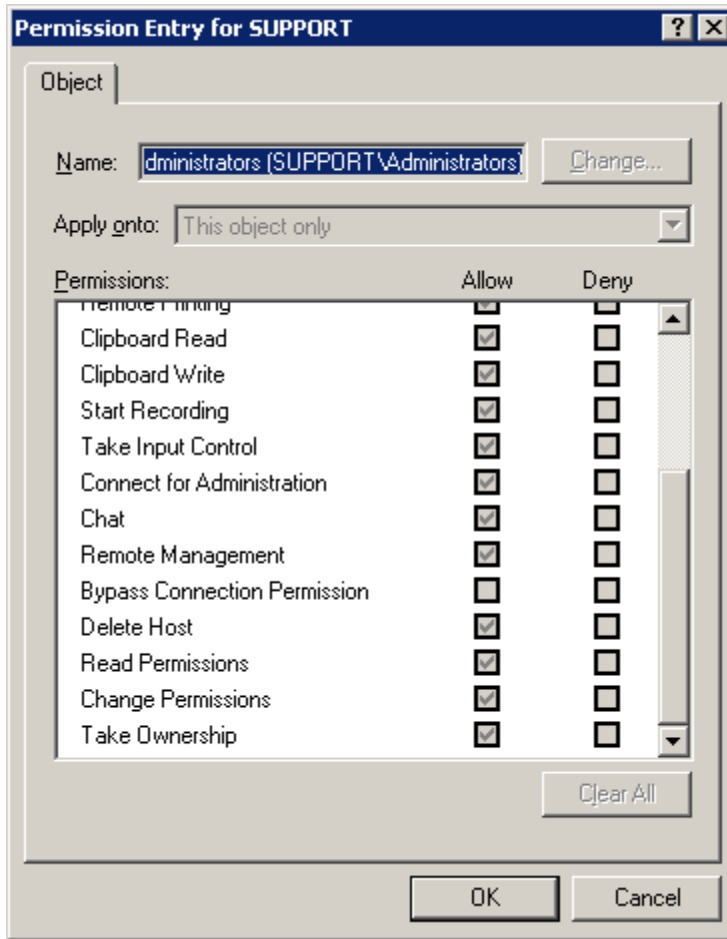 Permission Entry for SUPPORT
Object
Name: dministrators (SUPPORT\Administrators) Change...
Apply onto: This object only
Permissions: Allow Deny
Remote Printing
Clipboard Read
Clipboard Write
Start Recording
Take Input Control
Connect for Administration
Chat
Remote Management
Bypass Connection Permission
Delete Host
Read Permissions
Change Permissions
Take Ownership
Clear All
OK Cancel